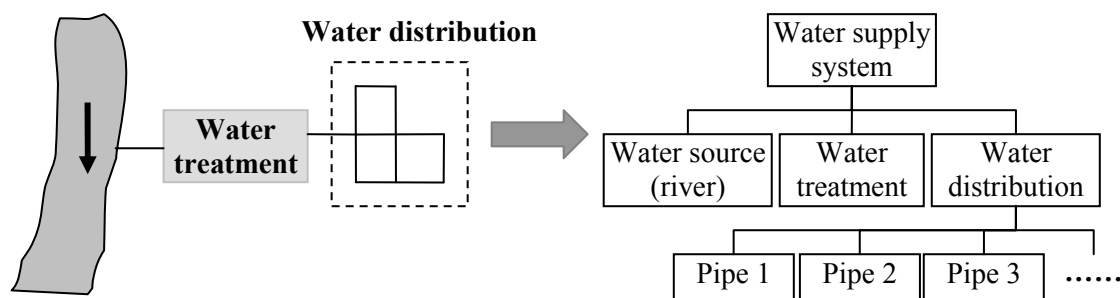 Water distribution
Water
treatment
Water supply
system
Water source
(river)
Water
treatment
Water
distribution
Pipe 1
Pipe 2
Pipe 3
......